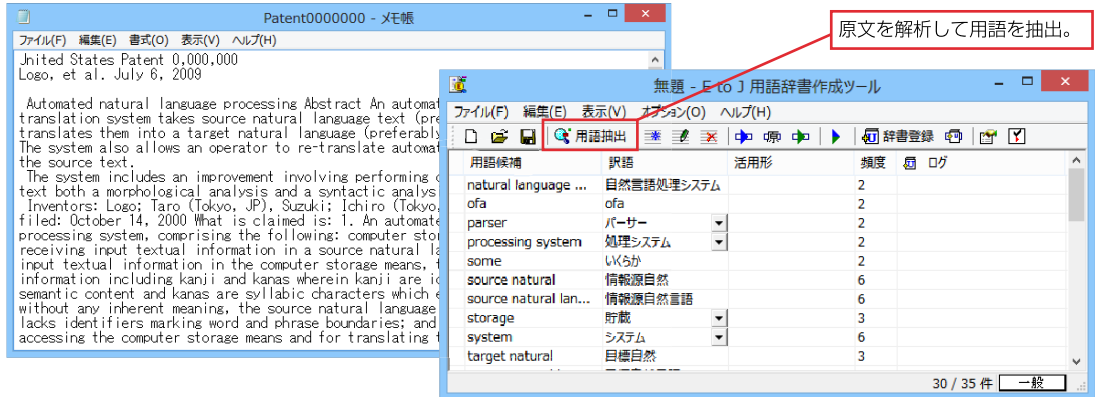 Patent0000000 - メモ帳
ファイル(F) 編集(E) 書式(O) 表示(V) ヘルプ(H)
Jnited States Patent 0,000,000
Logo, et al. July 6, 2009
Automated natural language processing Abstract An automat
translation system takes source natural language text (pre
translates them into a target natural language (preferably
The system also allows an operator to re-translate automat
the source text.
The system includes an improvement involving performing
text both a morphological analysis and a syntactic analys
Inventors: Logo; Taro (Tokyo, JP), Suzuki; Ichiro (Tokyo,
filed: October 14, 2000 What is claimed is: 1. An automate
processing system, comprising the following: computer sto
receiving input textual information in a source natural la
input textual information in the computer storage means,
information including kanji and kanas wherein kanji are
semantic content and kanas are syllabic characters which
without any inherent meaning, the source natural language
lacks identifiers marking word and phrase boundaries; and
accessing the computer storage means and for translating
原文を解析して用語を抽出。
無題 - E to J 用語辞書作成ツール
ファイル(F) 編集(E) 表示(V) オプション(O) ヘルプ(H)
用語抽出 辞書登録
用語候補 訳語 活用形 頻度 ログ
natural language ... 自然言語処理システム 2
ofa ofa 2
parser パーサー 2
processing system 処理システム 2
some いくらか 2
source natural 情報源自然 6
source natural lan... 情報源自然言語 6
storage 貯蔵 3
system システム 6
target natural 目標自然 3
30 / 35 件 一般